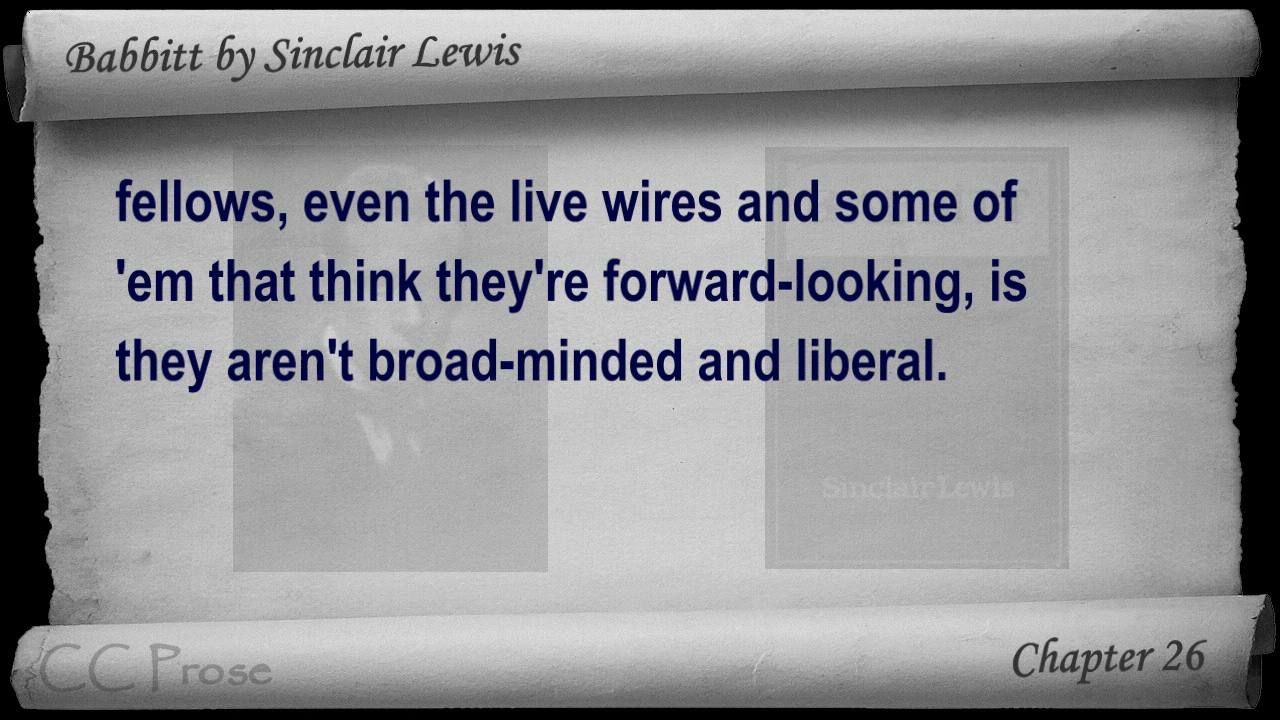 Babbitt by Sinclair Lewis
fellows, even the live wires and some of
'em that think they're forward-looking, is
they aren't broad-minded and liberal.
Sinclair Lewis
CC Prose
Chapter 26